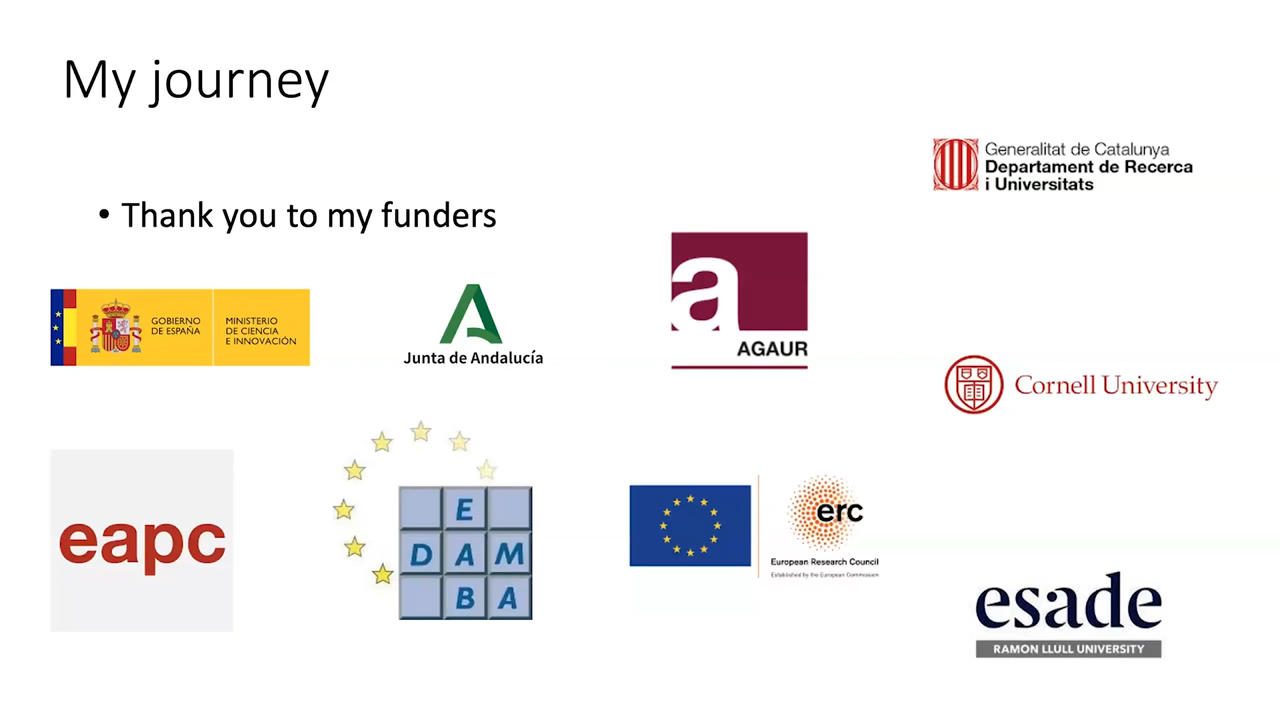 My journey
• Thank you to my funders
Generalitat de Catalunya
Departament de Recerca
i Universitats
GOBIERNO
DE ESPAÑA
MINISTERIO
DE CIENCIA
E INNOVACIÓN
Junta de Andalucía
a
AGAUR
Cornell University
eapc
E
D A M
B A
erc
European Research Council
Established by the European Commission
esade
RAMON LLULL UNIVERSITY